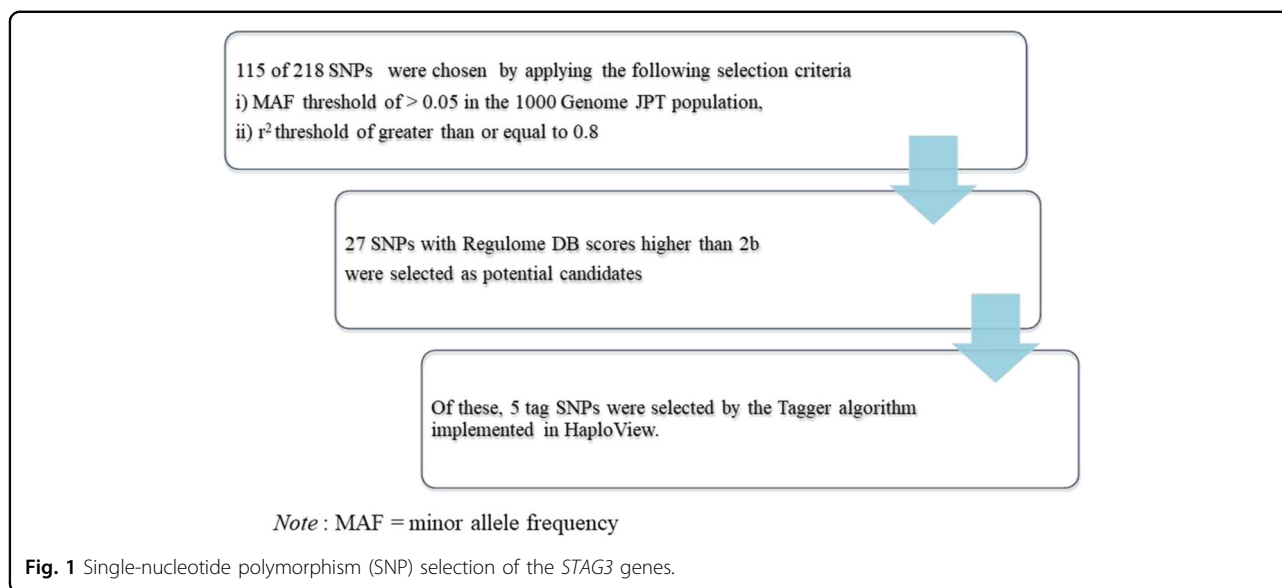 115 of 218 SNPs were chosen by applying the following selection criteria
i) MAF threshold of > 0.05 in the 1000 Genome JPT population,
ii) r² threshold of greater than or equal to 0.8
27 SNPs with Regulome DB scores higher than 2b
were selected as potential candidates
Of these, 5 tag SNPs were selected by the Tagger algorithm
implemented in HaploView.
Note : MAF = minor allele frequency
Fig. 1 Single-nucleotide polymorphism (SNP) selection of the STAG3 genes.